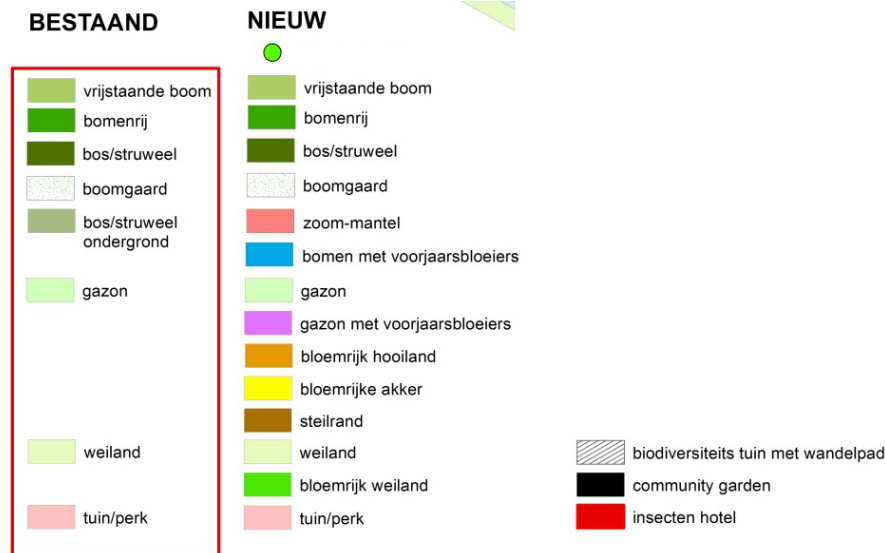 BESTAAND
vrijstaande boom
bomenrij
bos/struweel
boomgaard
bos/struweel
ondergrond
gazon
weiland
tuin/perk
NIEUW
vrijstaande boom
bomenrij
bos/struweel
boomgaard
zoom-mantel
bomen met voorjaarsbloeiers
gazon
gazon met voorjaarsbloeiers
bloemrijk hooiland
bloemrijke akker
steilrand
weiland
bloemrijk weiland
tuin/perk
biodiversiteits tuin met wandelpad
community garden
insecten hotel